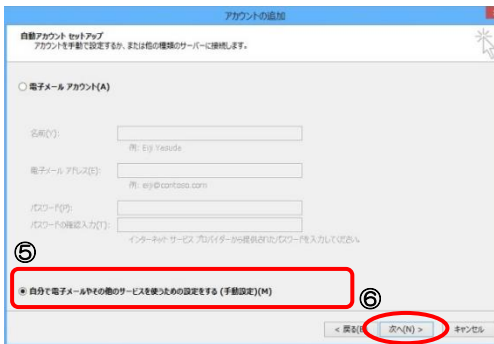 アカウントの追加
自動アカウント セットアップ
アカウントを手動で設定するか、または他の種類のサーバーに接続します。
電子メール アカウント(A)
名前(Y):
例: Eiji Yasuda
電子メール アドレス(E):
例: eiji@contoso.com
パスワード(P):
パスワードの確認入力(T):
インターネット サービス プロバイダーから提供されたパスワードを入力してください。
⑤
自分で電子メールやその他のサービスを使うための設定をする (手動設定)(M)
⑥
< 戻る(B
次へ(N) >
キャンセル